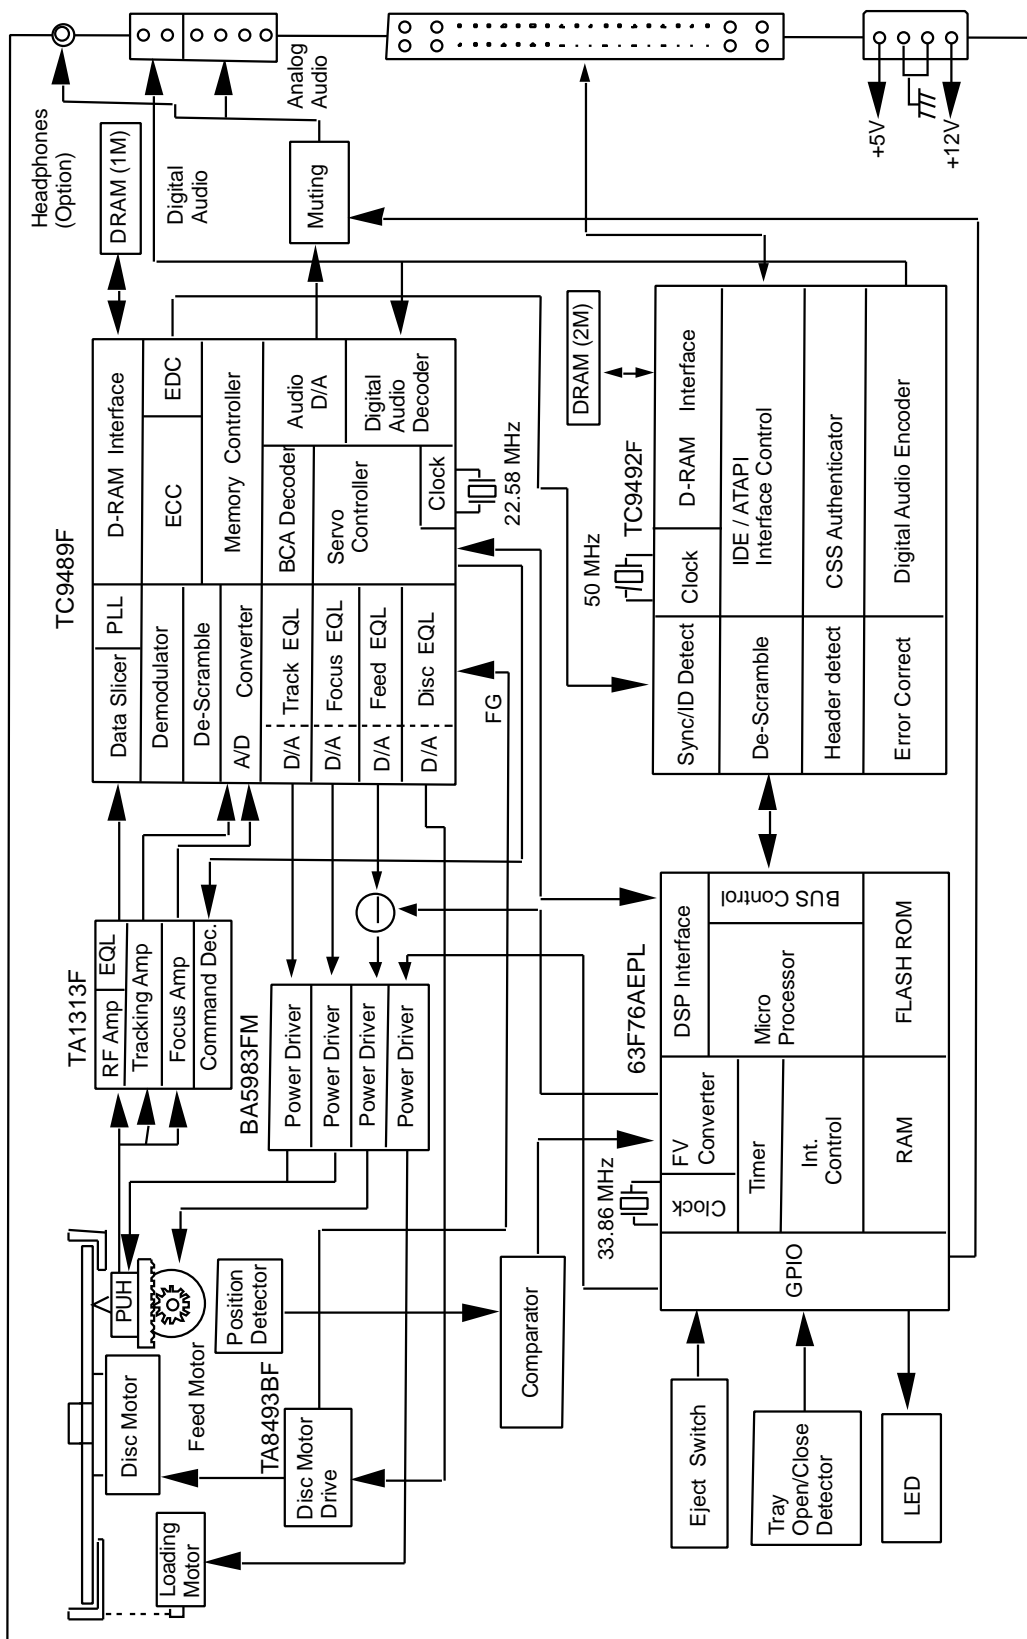 Headphones
(Option)
Digital
Audio
Analog
Audio
+5V
+12V
DRAM (1M)
Muting
TC9489F
D-RAM Interface
EDC
ECC
Memory Controller
Audio
D/A
Digital
Audio
Decoder
BCA Decoder
Servo
Controller
Clock
22.58 MHz
Data Slicer
PLL
Demodulator
De-Scramble
A/D
Converter
D/A
Track EQL
D/A
Focus EQL
D/A
Feed EQL
D/A
Disc EQL
FG
DRAM (2M)
TC9492F
50 MHz
D-RAM
Interface
Clock
IDE / ATAPI
Interface Control
CSS Authenticator
Digital Audio Encoder
Sync/ID Detect
De-Scramble
Header detect
Error Correct
TA1313F
RF Amp
EQL
Tracking Amp
Focus Amp
Command Dec.
BA5983FM
Power Driver
Power Driver
Power Driver
Power Driver
63F76AEPL
DSP Interface
BUS Control
Micro
Processor
FLASH ROM
FV
Converter
Clock
33.86 MHz
Timer
Int.
Control
RAM
GPIO
PUH
Disc Motor
Feed Motor
Position
Detector
TA8493BF
Disc Motor
Drive
Loading
Motor
Comparator
Eject Switch
Tray
Open/Close
Detector
LED